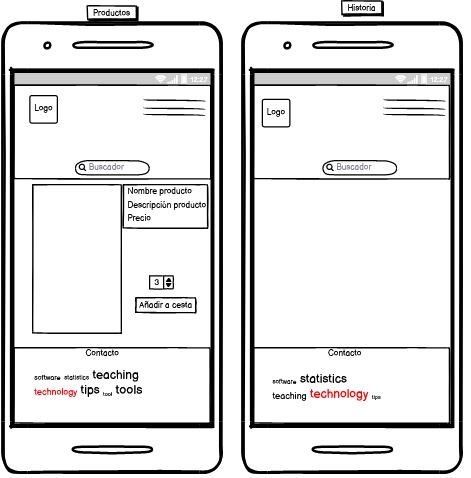 Productos
12:27
Logo
Buscador
Nombre producto
Descripción producto
Precio
3
Añadir a cesta
Contacto
software statistics teaching
technology tips tool tools
Historia
12:27
Logo
Buscador
Contacto
software statistics
teaching technology tips